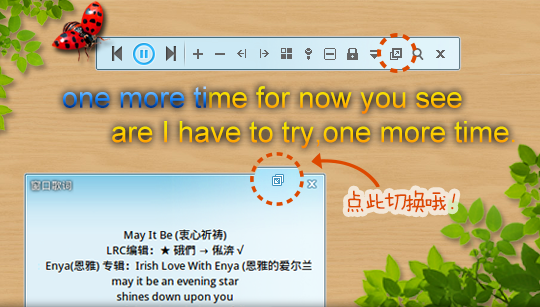 one more time for now you see
are I have to try,one more time.
夏日歌词
点此切换哦!
May It Be (衷心祈祷)
LRC编辑:★ 硪們 → 俬渀 √
Enya(恩雅) 专辑:Irish Love With Enya (恩雅的爱尔兰
may it be an evening star
shines down upon you